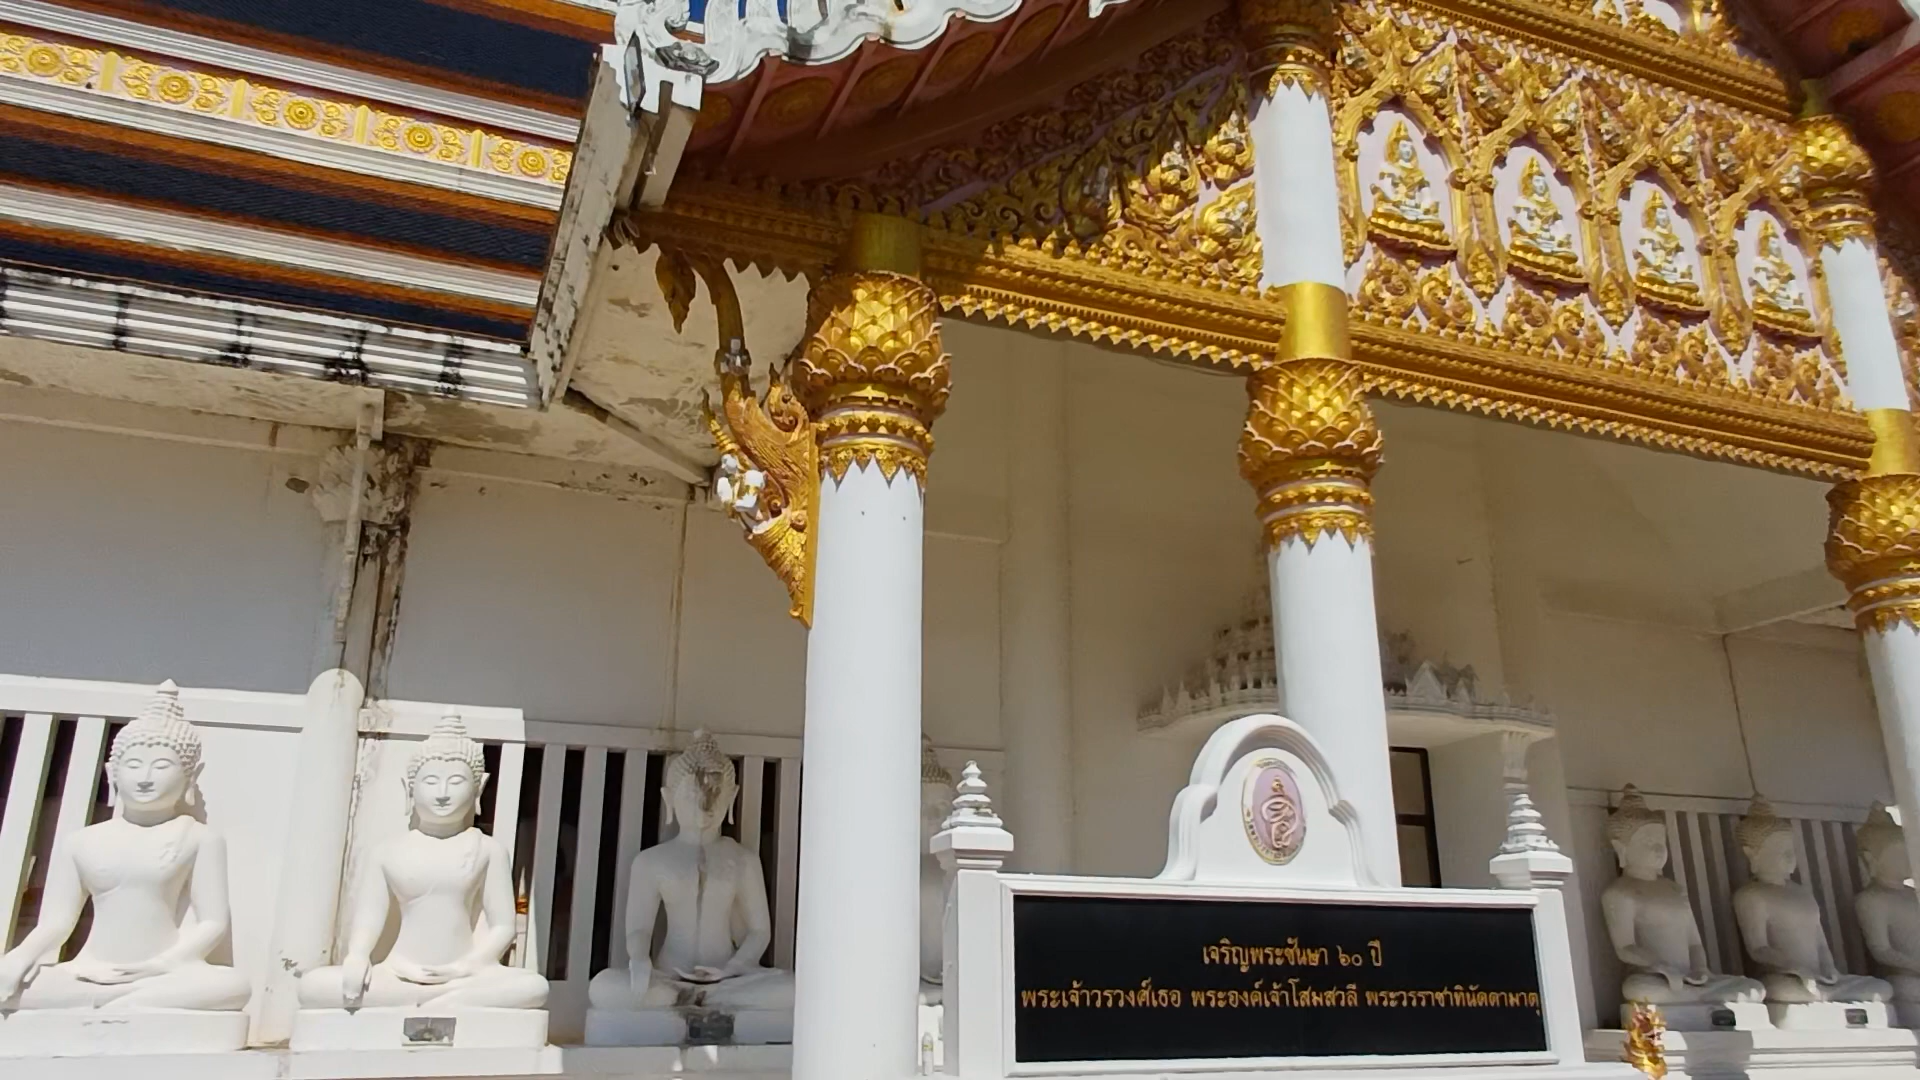 เจริญพระชันษา ๖๐ ปี
พระเจ้าวรวงศ์เธอ พระองค์เจ้าโสมสวลี พระวรราชาทินัดดามาตุ